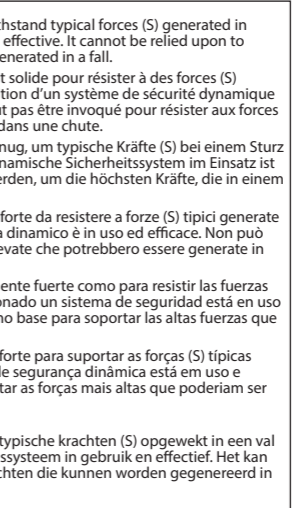 hstand typical forces (S) generated in
effective. It cannot be relied upon to
enerated in a fall.
t solide pour résister à des forces (S)
tion d'un système de sécurité dynamique
ut pas être invoqué pour résister aux forces
dans une chute.
nug, um typische Kräfte (S) bei einem Sturz
namische Sicherheitssystem im Einsatz ist
erden, um die höchsten Kräfte, die in einem
forte da resistere a forze (S) tipici generate
a dinamico è in uso ed efficace. Non può
evate che potrebbero essere generate in
ente fuerte como para resistir las fuerzas
onado un sistema de seguridad está en uso
no base para soportar las altas fuerzas que
forte para suportar as forças (S) típicas
de segurança dinâmica está em uso e
tar as forças mais altas que poderiam ser
typische krachten (S) opgewekt in een val
ssysteem in gebruik en effectief. Het kan
chten die kunnen worden gegenereerd in